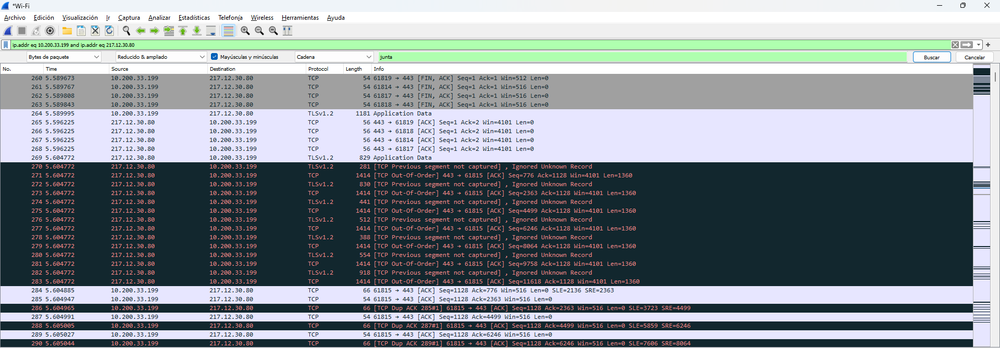 *Wi-Fi
Archivo Edición Visualización Ir Captura Analizar Estadísticas Telefonía Wireless Herramientas Ayuda
ip.addr eq 10.200.33.199 and ip.addr eq 217.12.30.80
Bytes de paquete Reducido & ampliado Mayúsculas y minúsculas Cadena junta Buscar Cancelar
No. Time Source Destination Protocol Length Info
260 5.589673 10.200.33.199 217.12.30.80 TCP 54 61819 → 443 [FIN, ACK] Seq=1 Ack=1 Win=512 Len=0
261 5.589767 10.200.33.199 217.12.30.80 TCP 54 61814 → 443 [FIN, ACK] Seq=1 Ack=1 Win=516 Len=0
262 5.589808 10.200.33.199 217.12.30.80 TCP 54 61817 → 443 [FIN, ACK] Seq=1 Ack=1 Win=516 Len=0
263 5.589843 10.200.33.199 217.12.30.80 TCP 54 61818 → 443 [FIN, ACK] Seq=1 Ack=1 Win=516 Len=0
264 5.589995 10.200.33.199 217.12.30.80 TLSv1.2 1181 Application Data
265 5.596225 217.12.30.80 10.200.33.199 TCP 56 443 → 61819 [ACK] Seq=1 Ack=2 Win=4101 Len=0
266 5.596225 217.12.30.80 10.200.33.199 TCP 56 443 → 61818 [ACK] Seq=1 Ack=2 Win=4101 Len=0
267 5.596225 217.12.30.80 10.200.33.199 TCP 56 443 → 61814 [ACK] Seq=1 Ack=2 Win=4101 Len=0
268 5.596225 217.12.30.80 10.200.33.199 TCP 56 443 → 61817 [ACK] Seq=1 Ack=2 Win=4101 Len=0
269 5.604772 217.12.30.80 10.200.33.199 TLSv1.2 829 Application Data
270 5.604772 217.12.30.80 10.200.33.199 TLSv1.2 281 [TCP Previous segment not captured] , Ignored Unknown Record
271 5.604772 217.12.30.80 10.200.33.199 TCP 1414 [TCP Out-Of-Order] 443 → 61815 [ACK] Seq=776 Ack=1128 Win=4101 Len=1360
272 5.604772 217.12.30.80 10.200.33.199 TLSv1.2 830 [TCP Previous segment not captured] , Ignored Unknown Record
273 5.604772 217.12.30.80 10.200.33.199 TCP 1414 [TCP Out-Of-Order] 443 → 61815 [ACK] Seq=2363 Ack=1128 Win=4101 Len=1360
274 5.604772 217.12.30.80 10.200.33.199 TLSv1.2 441 [TCP Previous segment not captured] , Ignored Unknown Record
275 5.604772 217.12.30.80 10.200.33.199 TCP 1414 [TCP Out-Of-Order] 443 → 61815 [ACK] Seq=4499 Ack=1128 Win=4101 Len=1360
276 5.604772 217.12.30.80 10.200.33.199 TLSv1.2 512 [TCP Previous segment not captured] , Ignored Unknown Record
277 5.604772 217.12.30.80 10.200.33.199 TCP 1414 [TCP Out-Of-Order] 443 → 61815 [ACK] Seq=6246 Ack=1128 Win=4101 Len=1360
278 5.604772 217.12.30.80 10.200.33.199 TLSv1.2 388 [TCP Previous segment not captured] , Ignored Unknown Record
279 5.604772 217.12.30.80 10.200.33.199 TCP 1414 [TCP Out-Of-Order] 443 → 61815 [ACK] Seq=8064 Ack=1128 Win=4101 Len=1360
280 5.604772 217.12.30.80 10.200.33.199 TLSv1.2 554 [TCP Previous segment not captured] , Ignored Unknown Record
281 5.604772 217.12.30.80 10.200.33.199 TCP 1414 [TCP Out-Of-Order] 443 → 61815 [ACK] Seq=9758 Ack=1128 Win=4101 Len=1360
282 5.604772 217.12.30.80 10.200.33.199 TLSv1.2 918 [TCP Previous segment not captured] , Ignored Unknown Record
283 5.604772 217.12.30.80 10.200.33.199 TCP 1414 [TCP Out-Of-Order] 443 → 61815 [ACK] Seq=11618 Ack=1128 Win=4101 Len=1360
284 5.604885 10.200.33.199 217.12.30.80 TCP 66 61815 → 443 [ACK] Seq=1128 Ack=776 Win=516 Len=0 SLE=2136 SRE=2363
285 5.604947 10.200.33.199 217.12.30.80 TCP 54 61815 → 443 [ACK] Seq=1128 Ack=2363 Win=516 Len=0
286 5.604965 10.200.33.199 217.12.30.80 TCP 66 [TCP Dup ACK 285#1] 61815 → 443 [ACK] Seq=1128 Ack=2363 Win=516 Len=0 SLE=3723 SRE=4499
287 5.604991 10.200.33.199 217.12.30.80 TCP 54 61815 → 443 [ACK] Seq=1128 Ack=4499 Win=516 Len=0
288 5.605005 10.200.33.199 217.12.30.80 TCP 66 [TCP Dup ACK 287#1] 61815 → 443 [ACK] Seq=1128 Ack=4499 Win=516 Len=0 SLE=5859 SRE=6246
289 5.605027 10.200.33.199 217.12.30.80 TCP 54 61815 → 443 [ACK] Seq=1128 Ack=6246 Win=516 Len=0
290 5.605044 10.200.33.199 217.12.30.80 TCP 66 [TCP Dup ACK 289#1] 61815 → 443 [ACK] Seq=1128 Ack=6246 Win=516 Len=0 SLE=7606 SRE=8064